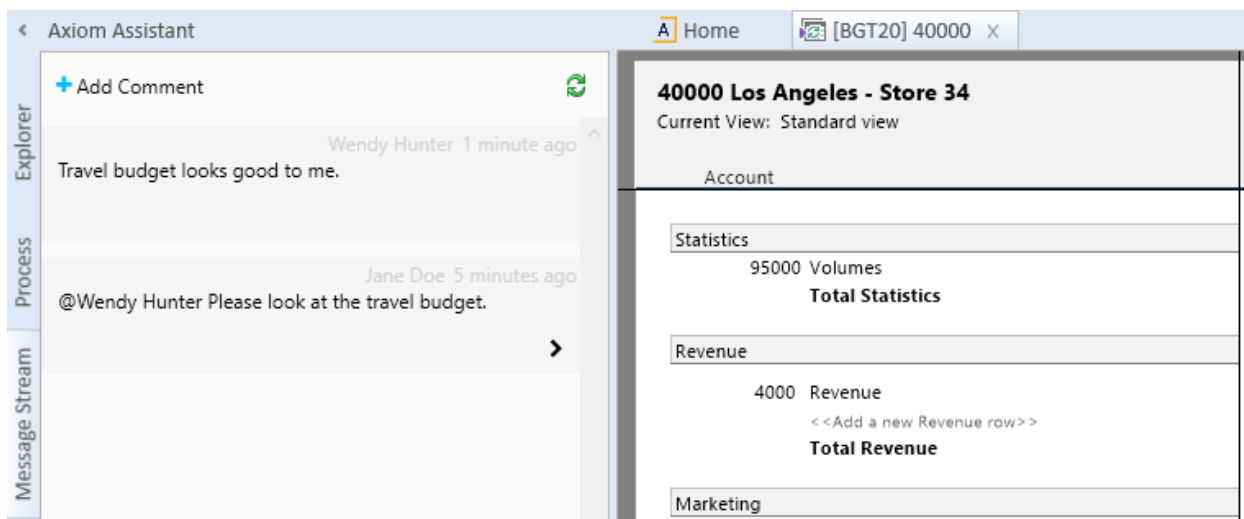 Axiom Assistant
Add Comment
Wendy Hunter 1 minute ago
Travel budget looks good to me.
Jane Doe 5 minutes ago
@Wendy Hunter Please look at the travel budget.
Explorer
Process
Message Stream
A Home
[BGT20] 40000 X
40000 Los Angeles - Store 34
Current View: Standard view
Account
Statistics
95000 Volumes
Total Statistics
Revenue
4000 Revenue
<<Add a new Revenue row>>
Total Revenue
Marketing